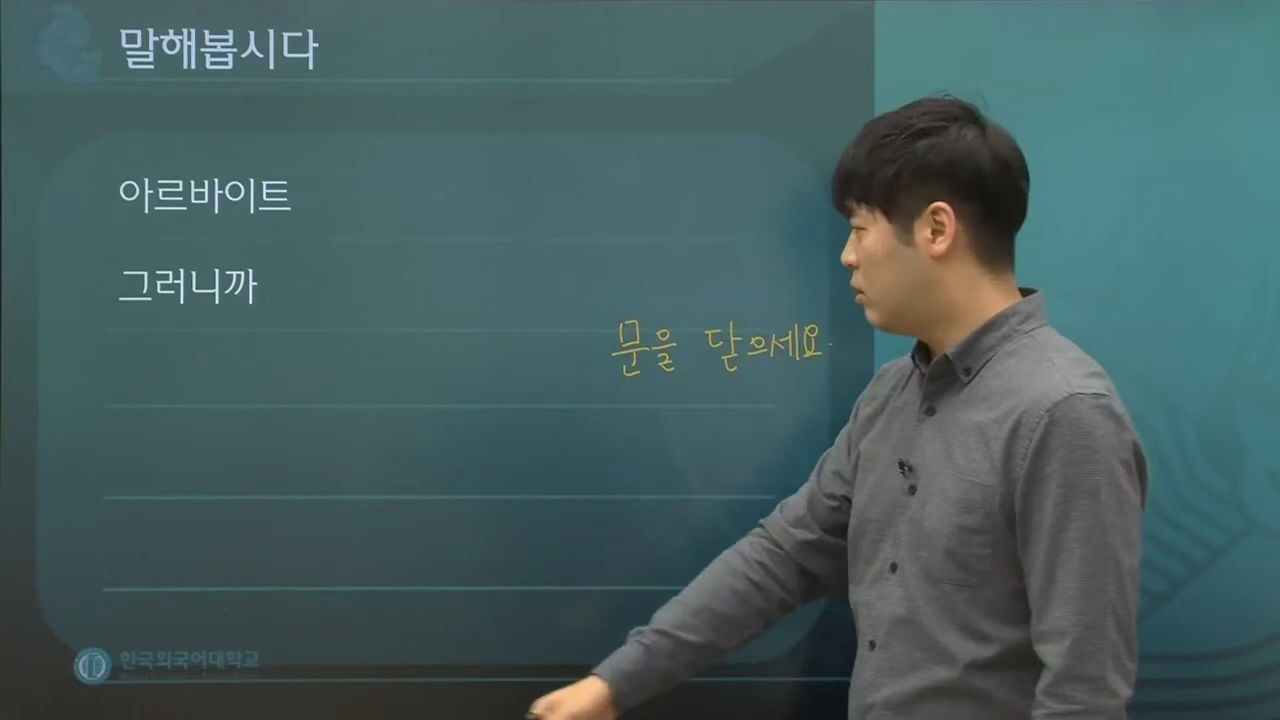 말해봅시다
아르바이트
그러니까
문을 닫으세요.
한국외국어대학교